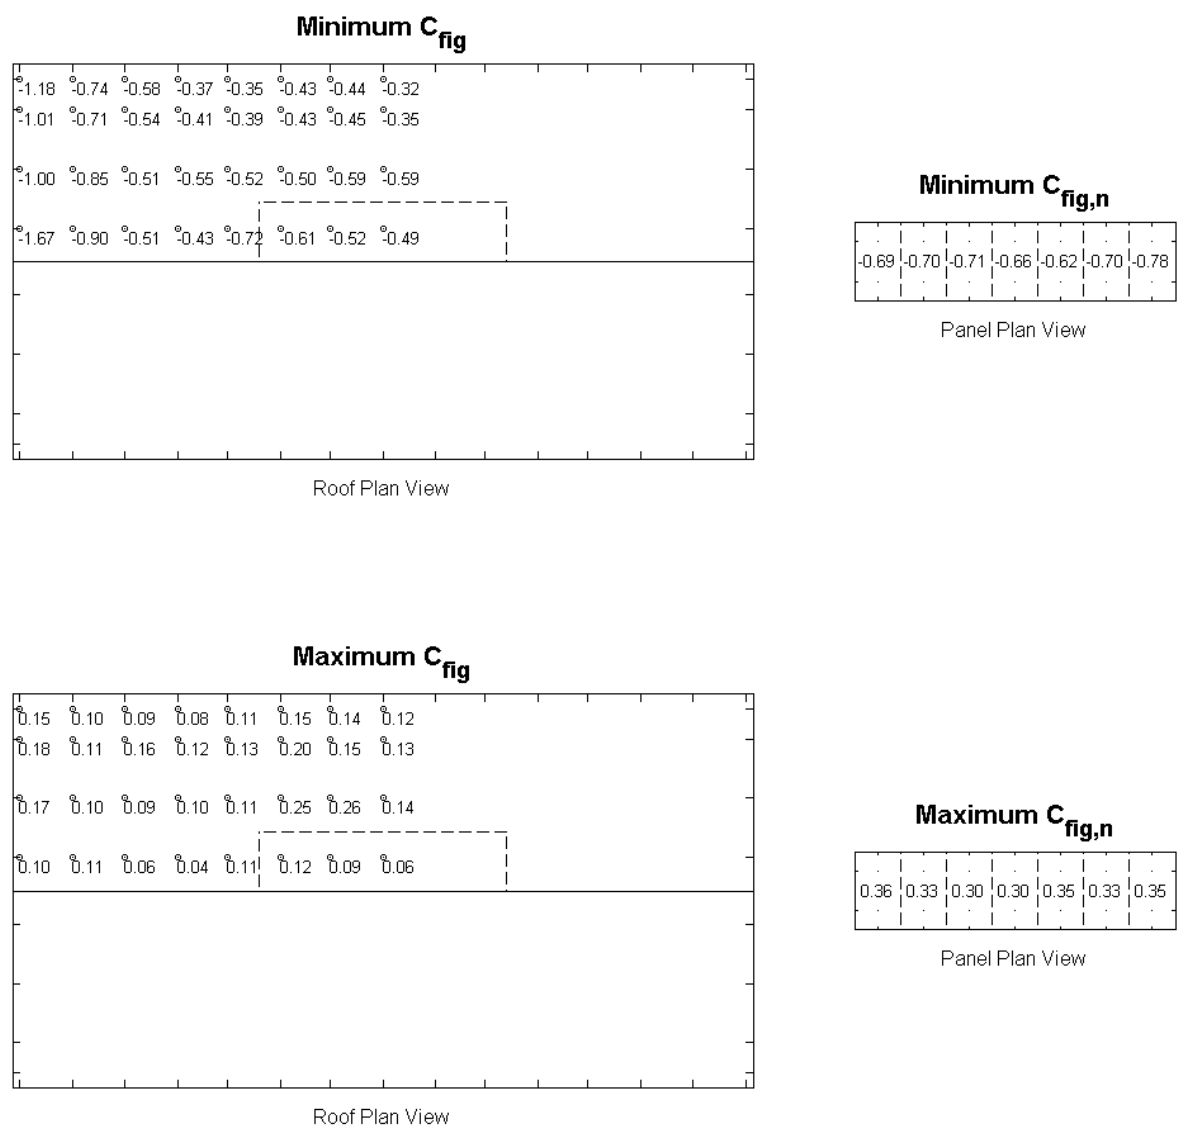 Minimum Cfig
-1.18 -0.74 -0.58 -0.37 -0.35 -0.43 -0.44 -0.32
-1.01 -0.71 -0.54 -0.41 -0.39 -0.43 -0.45 -0.35
-1.00 -0.85 -0.51 -0.55 -0.52 -0.50 -0.59 -0.59
-1.67 -0.90 -0.51 -0.43 -0.72 -0.61 -0.52 -0.49
Roof Plan View
Minimum Cfig,n
-0.69 -0.70 -0.71 -0.66 -0.62 -0.70 -0.78
Panel Plan View
Maximum Cfig
0.15 0.10 0.09 0.08 0.11 0.15 0.14 0.12
0.18 0.11 0.16 0.12 0.13 0.20 0.15 0.13
0.17 0.10 0.09 0.10 0.11 0.25 0.26 0.14
0.10 0.11 0.06 0.04 0.11 0.12 0.09 0.06
Roof Plan View
Maximum Cfig,n
0.36 0.33 0.30 0.30 0.35 0.33 0.35
Panel Plan View